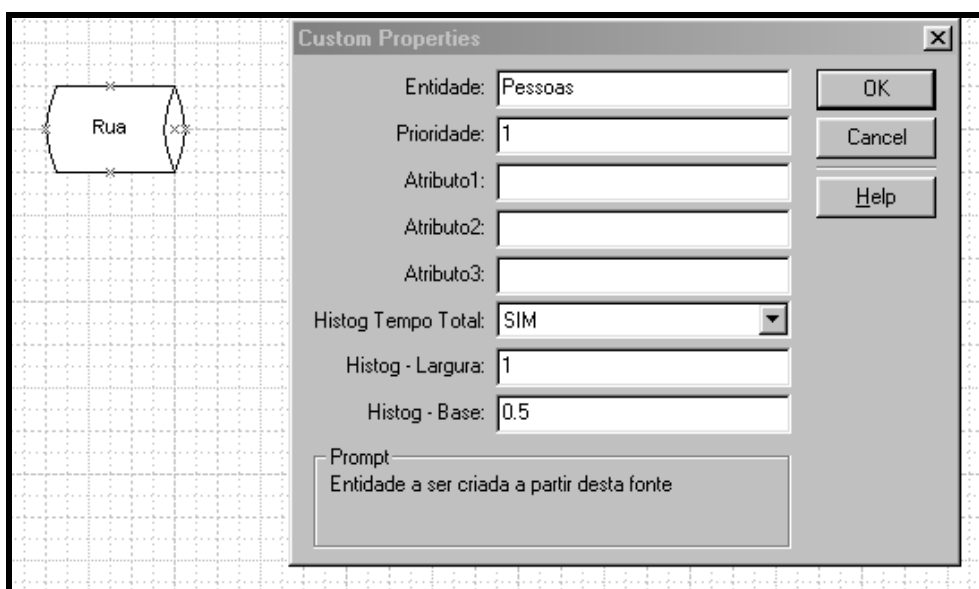 Rua
Custom Properties
Entidade: Pessoas
Prioridade: 1
Atributo1:
Atributo2:
Atributo3:
Histog Tempo Total: SIM
Histog - Largura: 1
Histog - Base: 0.5
OK
Cancel
Help
Prompt
Entidade a ser criada a partir desta fonte